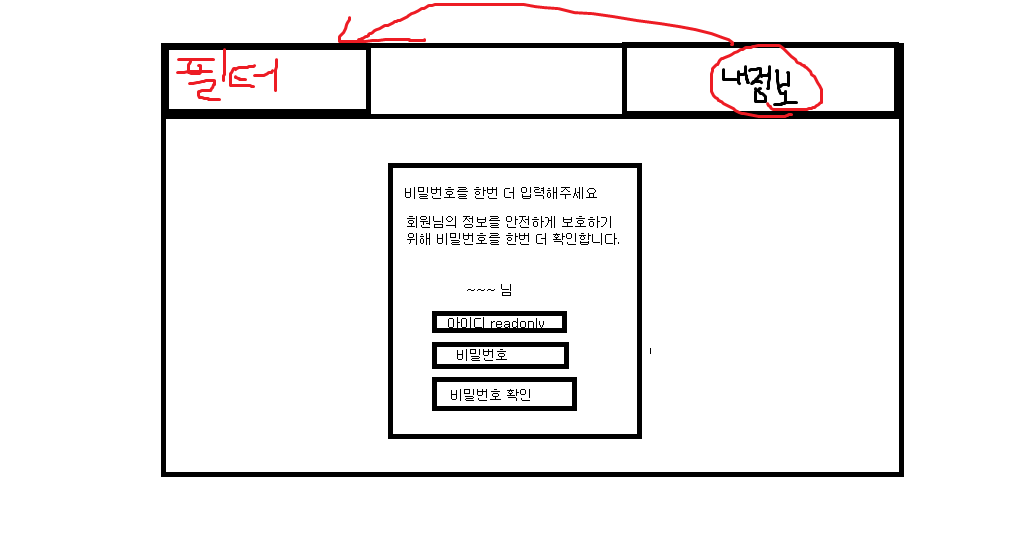 필터
내정보
비밀번호를 한번 더 입력해주세요
회원님의 정보를 안전하게 보호하기
위해 비밀번호를 한번 더 확인합니다.
~~~ 님
아이디 readonly
비밀번호
비밀번호 확인